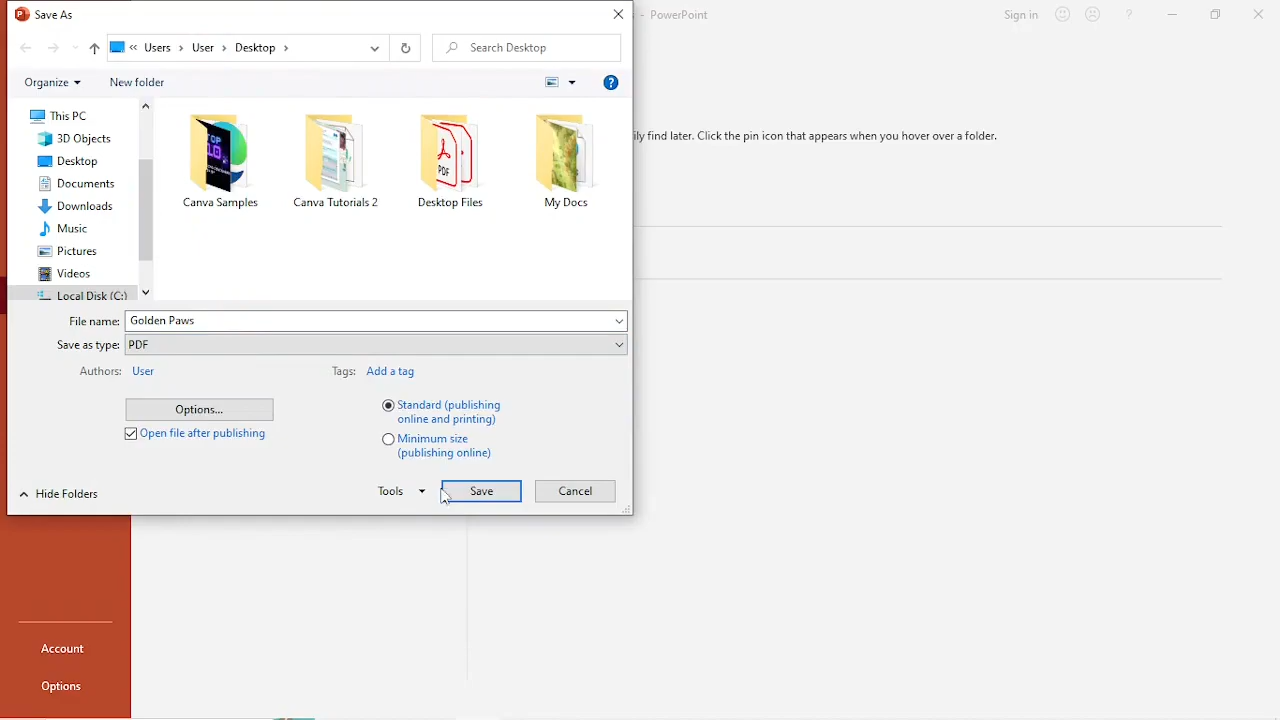 Save As
- PowerPoint
Sign in
?
« Users › User › Desktop ›
Search Desktop
Organize
New folder
?
This PC
3D Objects
Desktop
Documents
Downloads
Music
Pictures
Videos
Local Disk (C:)
PDF
Canva Samples
Canva Tutorials 2
Desktop Files
My Docs
ily find later. Click the pin icon that appears when you hover over a folder.
File name: Golden Paws
Save as type: PDF
Authors: User
Tags: Add a tag
Options...
Open file after publishing
Standard (publishing
online and printing)
Minimum size
(publishing online)
Hide Folders
Tools
Save
Cancel
Account
Options